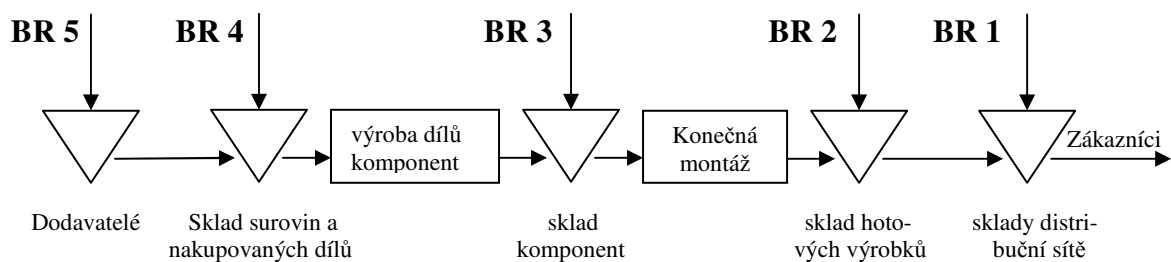 BR 5
BR 4
BR 3
BR 2
BR 1
výroba dílů
komponent
Konečná
montáž
Zákazníci
Dodavatelé
Sklad surovin a
nakupovaných dílů
sklad
komponent
sklad hoto-
vých výrobků
sklady distri-
buční sítě